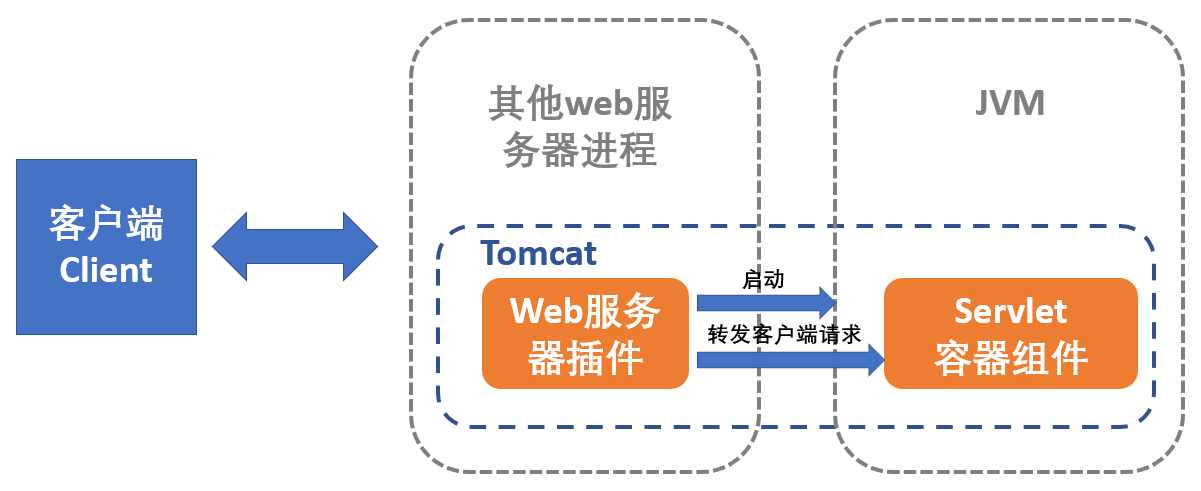 其他web服
务器进程
JVM
客户端
Client
Tomcat
启动
Web服务
器插件
转发客户端请求
Servlet
容器组件